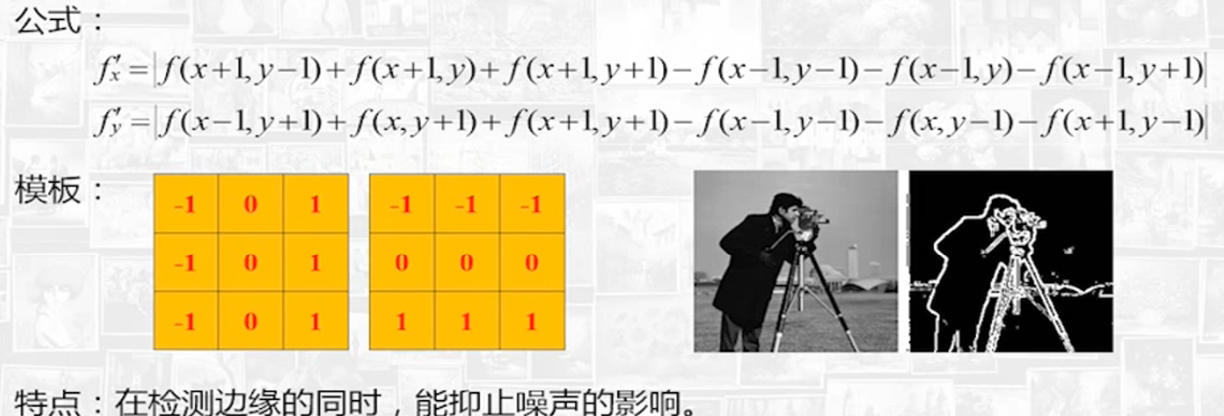 公式：
f′x=|f(x+1,y−1)+f(x+1,y)+f(x+1,y+1)−f(x−1,y−1)−f(x−1,y)−f(x−1,y+1)|
f′y=|f(x−1,y+1)+f(x,y+1)+f(x+1,y+1)−f(x−1,y−1)−f(x,y−1)−f(x+1,y−1)|
模板：
-1 0 1 -1 -1 -1
-1 0 1 0 0 0
-1 0 1 1 1 1
特点：在检测边缘的同时，能抑止噪声的影响。